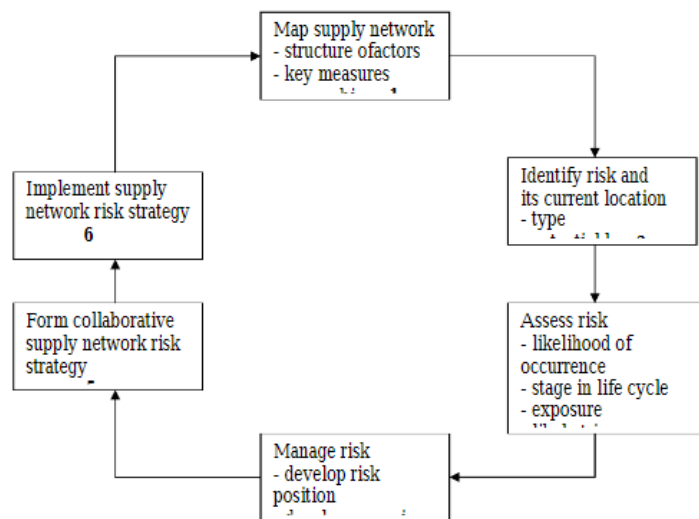 Map supply network
- structure ofactors
- key measures
Identify risk and
its current location
- type
Assess risk
- likelihood of
occurrence
- stage in life cycle
- exposure
Manage risk
- develop risk
position
Form collaborative
supply network risk
strategy
Implement supply
network risk strategy
6